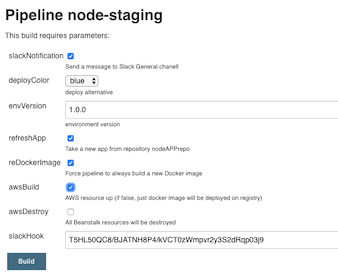 Pipeline node-staging
This build requires parameters:
slackNotification
Send a message to Slack General chanell
deployColor
blue
deploy alternative
envVersion
1.0.0
environment version
refreshApp
Take a new app from repository nodeAPPrepo
reDockerImage
Force pipeline to always build a new Docker image
awsBuild
AWS resource up (if false, just docker image will be deployed on registry)
awsDestroy
All Beanstalk resources will be destroyed
slackHook
T5HL50QC8/BJATNH8P4/kVCT0zWmpvr2y3S2dRqp03j9
Build